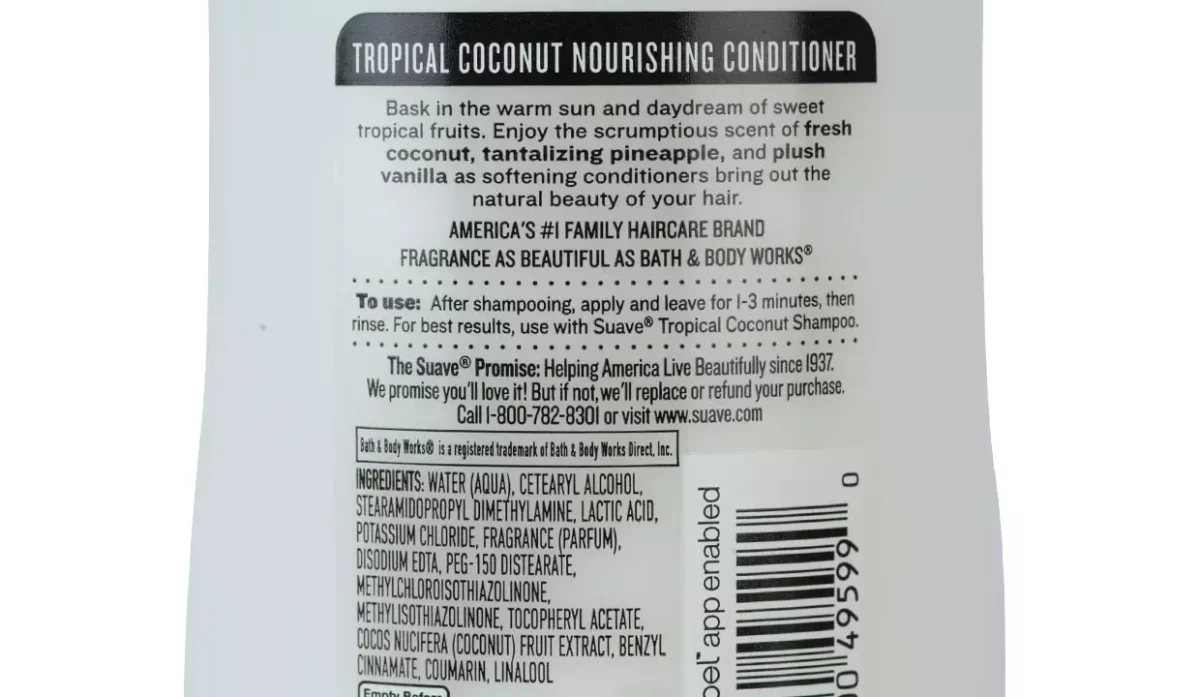 TROPICAL COCONUT NOURISHING CONDITIONER
Bask in the warm sun and daydream of sweet
tropical fruits. Enjoy the scrumptious scent of fresh
coconut, tantalizing pineapple, and plush
vanilla as softening conditioners bring out the
natural beauty of your hair.
AMERICA'S #1 FAMILY HAIRCARE BRAND
FRAGRANCE AS BEAUTIFUL AS BATH & BODY WORKS®
To use: After shampooing, apply and leave for 1-3 minutes, then
rinse. For best results, use with Suave® Tropical Coconut Shampoo.
The Suave® Promise: Helping America Live Beautifully since 1937.
We promise you'll love it! But if not, we'll replace or refund your purchase.
Call 1-800-782-8301 or visit www.suave.com
Bath & Body Works® is a registered trademark of Bath & Body Works Direct, Inc.
INGREDIENTS: WATER (AQUA), CETEARYL ALCOHOL,
STEARAMIDOPROPYL DIMETHYLAMINE, LACTIC ACID,
POTASSIUM CHLORIDE, FRAGRANCE (PARFUM),
DISODIUM EDTA, PEG-150 DISTEARATE,
METHYLCHLOROISOTHIAZOLINONE,
METHYLISOTHIAZOLINONE, TOCOPHERYL ACETATE,
COCOS NUCIFERA (COCONUT) FRUIT EXTRACT, BENZYL
CINNAMATE, COUMARIN, LINALOOL
Empty Before
app enabled
49599 0